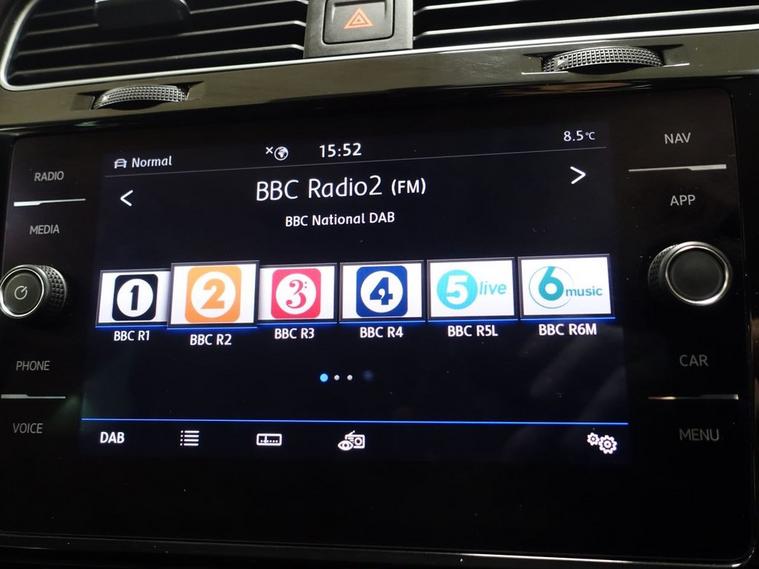 Normal
15:52
8.5°C
BBC Radio2 (FM)
BBC National DAB
1
2
3
4
5 live
6 music
BBC R1
BBC R2
BBC R3
BBC R4
BBC R5L
BBC R6M
DAB
RADIO
MEDIA
PHONE
VOICE
NAV
APP
CAR
MENU